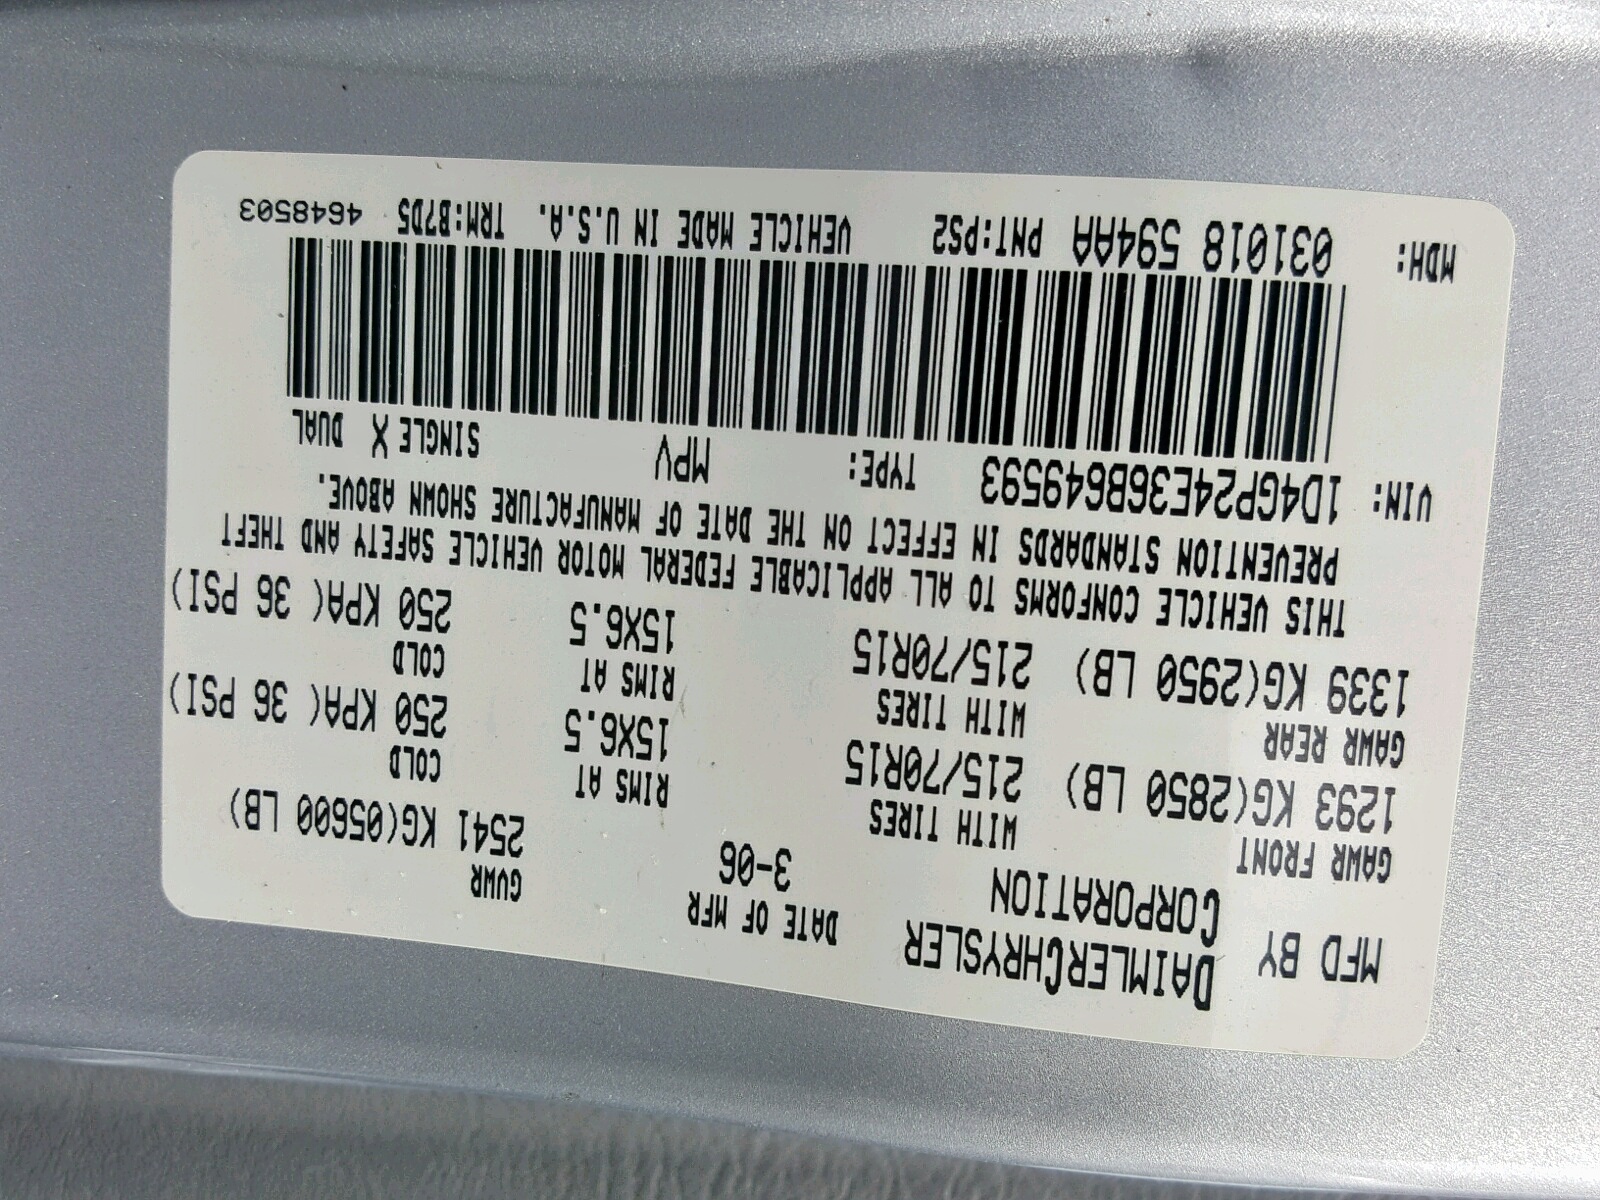 MFD BY DAIMLERCHRYSLER CORPORATION
DATE OF MFR 3-06
GVWR 2541 KG(05600 LB)
GAWR FRONT WITH TIRES RIMS AT COLD
1293 KG(2850 LB) 215/70R15 15X6.5 250 KPA( 36 PSI)
GAWR REAR WITH TIRES RIMS AT COLD
1339 KG(2950 LB) 215/70R15 15X6.5 250 KPA( 36 PSI)
THIS VEHICLE CONFORMS TO ALL APPLICABLE FEDERAL MOTOR VEHICLE SAFETY AND THEFT
PREVENTION STANDARDS IN EFFECT ON THE DATE OF MANUFACTURE SHOWN ABOVE.
VIN: 1D4GP24E36B649593 TYPE: MPV SINGLE X DUAL
MDH: 031018 594AA PNT:PS2 VEHICLE MADE IN U.S.A. TRM:B7D5 4648503